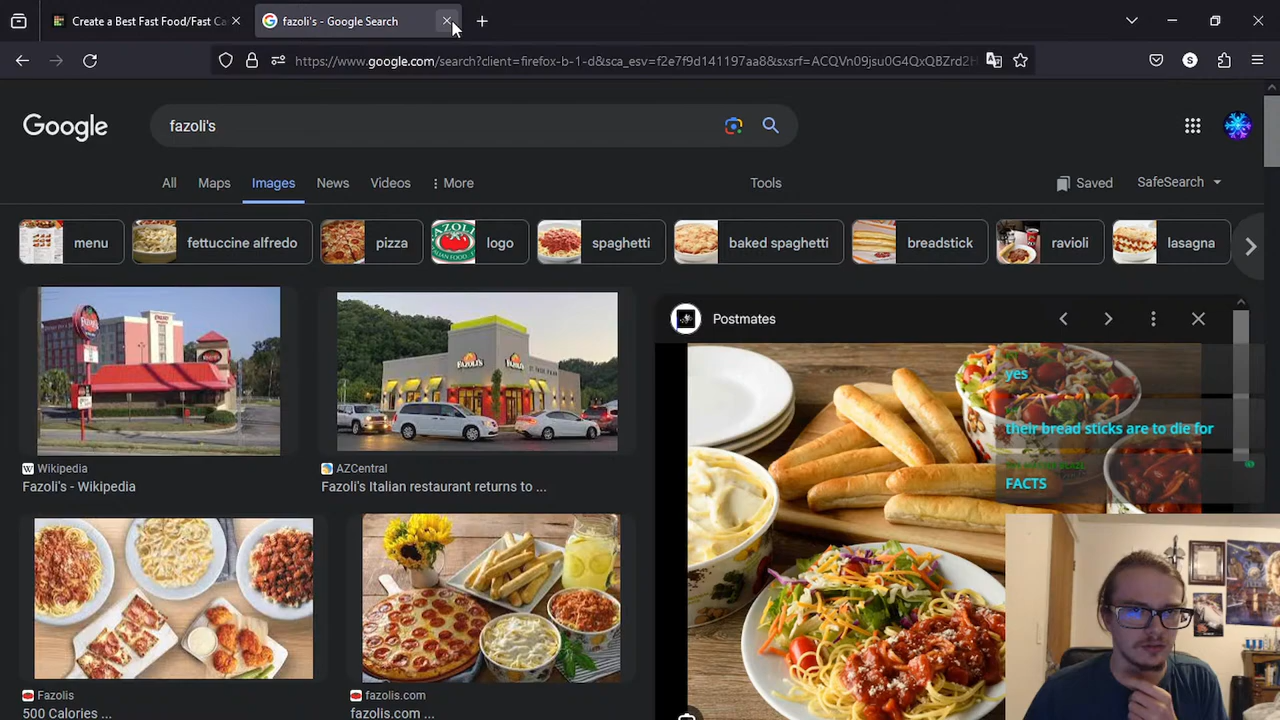 Create a Best Fast Food/Fast Ca
fazoli's - Google Search
https://www.google.com/search?client=firefox-b-1-d&sca_esv=f2e7f9d141197aa8&sxsrf=ACQVn09jsu0G4QxQBZrd2H
Google
fazoli's
All Maps Images News Videos More Tools Saved SafeSearch
menu fettuccine alfredo pizza logo spaghetti baked spaghetti breadstick ravioli lasagna
Postmates
yes
their bread sticks are to die for
FACTS
Wikipedia
Fazoli's - Wikipedia
AZCentral
Fazoli's Italian restaurant returns to ...
Fazolis
500 Calories ...
fazolis.com
fazolis.com ...